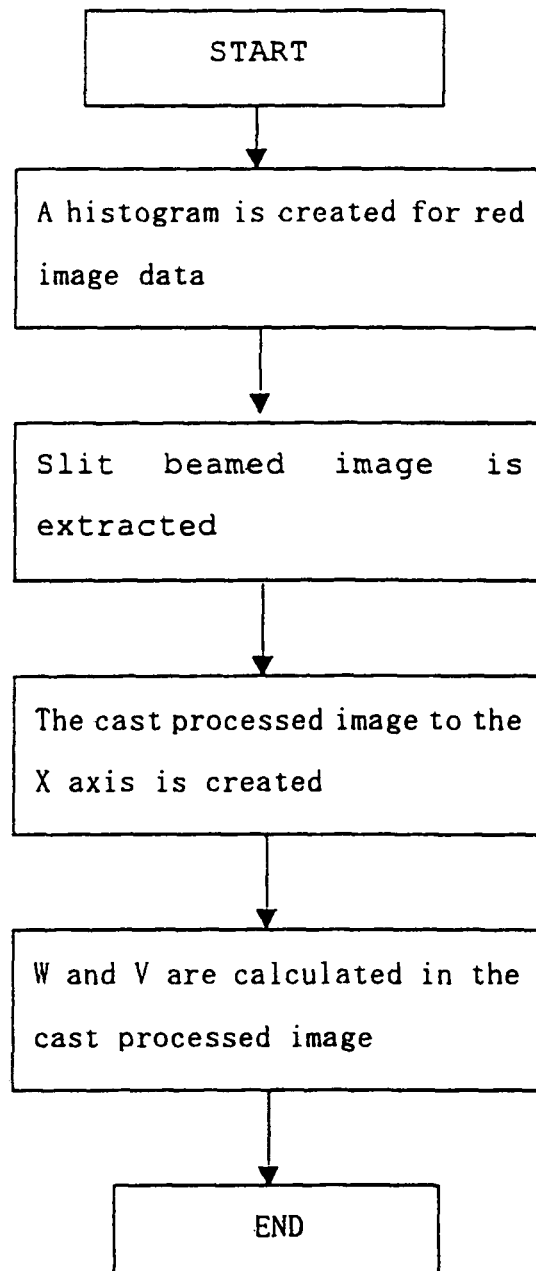 START
A histogram is created for red
image data
Slit beamed image is
extracted
The cast processed image to the
X axis is created
W and V are calculated in the
cast processed image
END